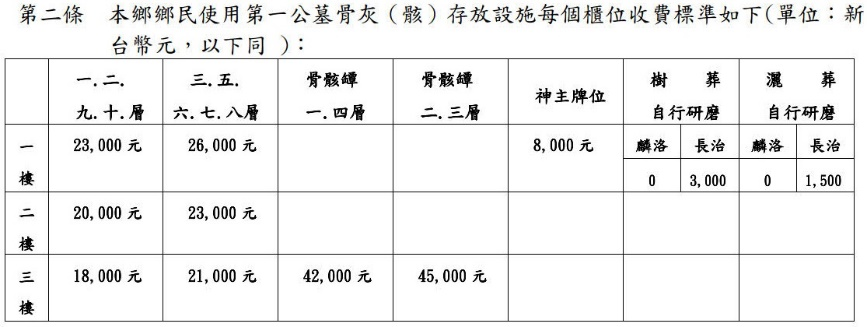 第二條 本鄉鄉民使用第一公墓骨灰（骸）存放設施每個櫃位收費標準如下(單位：新
台幣元，以下同 )：
一.二. 三.五. 骨骸罈 骨骸罈 神主牌位 樹 葬 灑 葬
九.十.層 六.七.八層 一.四層 二.三層 自行研磨 自行研磨
一 23,000 元 26,000 元 8,000 元 麟洛 長治 麟洛 長治
樓 0 3,000 0 1,500
二 20,000 元 23,000 元
樓
三 18,000 元 21,000 元 42,000 元 45,000 元
樓